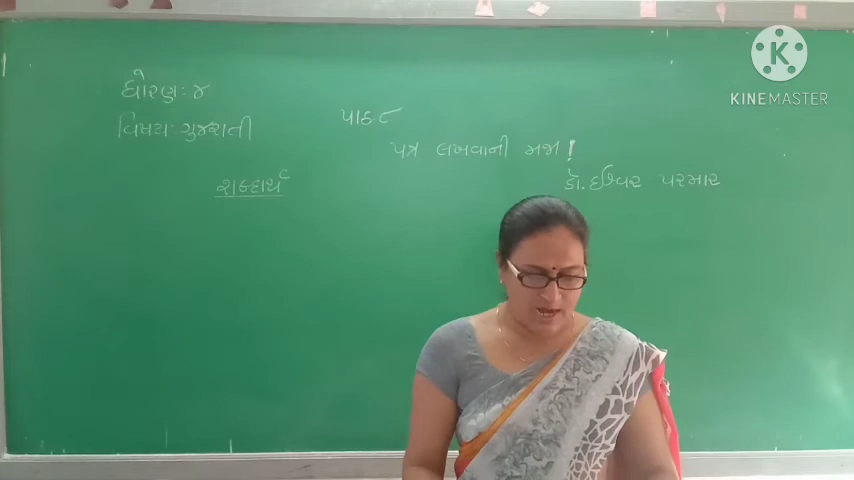 ધોરણ: ૪
વિષય: ગુજરાતી
પાઠ ૮
પત્ર લખવાની મજા!
ડૉ. ઈશ્વર પરમાર
શબ્દાર્થ
K
KINEMASTER